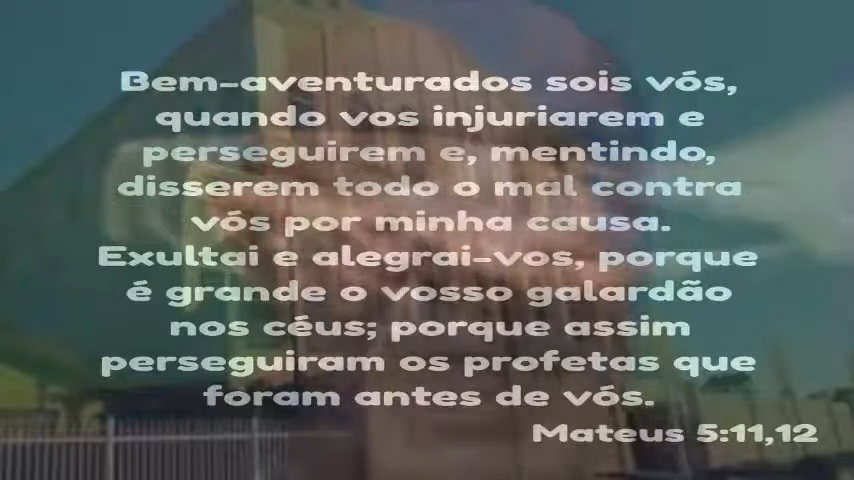 Bem-aventurados sois vós,
quando vos injuriarem e
perseguirem e, mentindo,
disserem todo o mal contra
vós por minha causa.
Exultai e alegrai-vos, porque
é grande o vosso galardão
nos céus; porque assim
perseguiram os profetas que
foram antes de vós.
Mateus 5:11,12